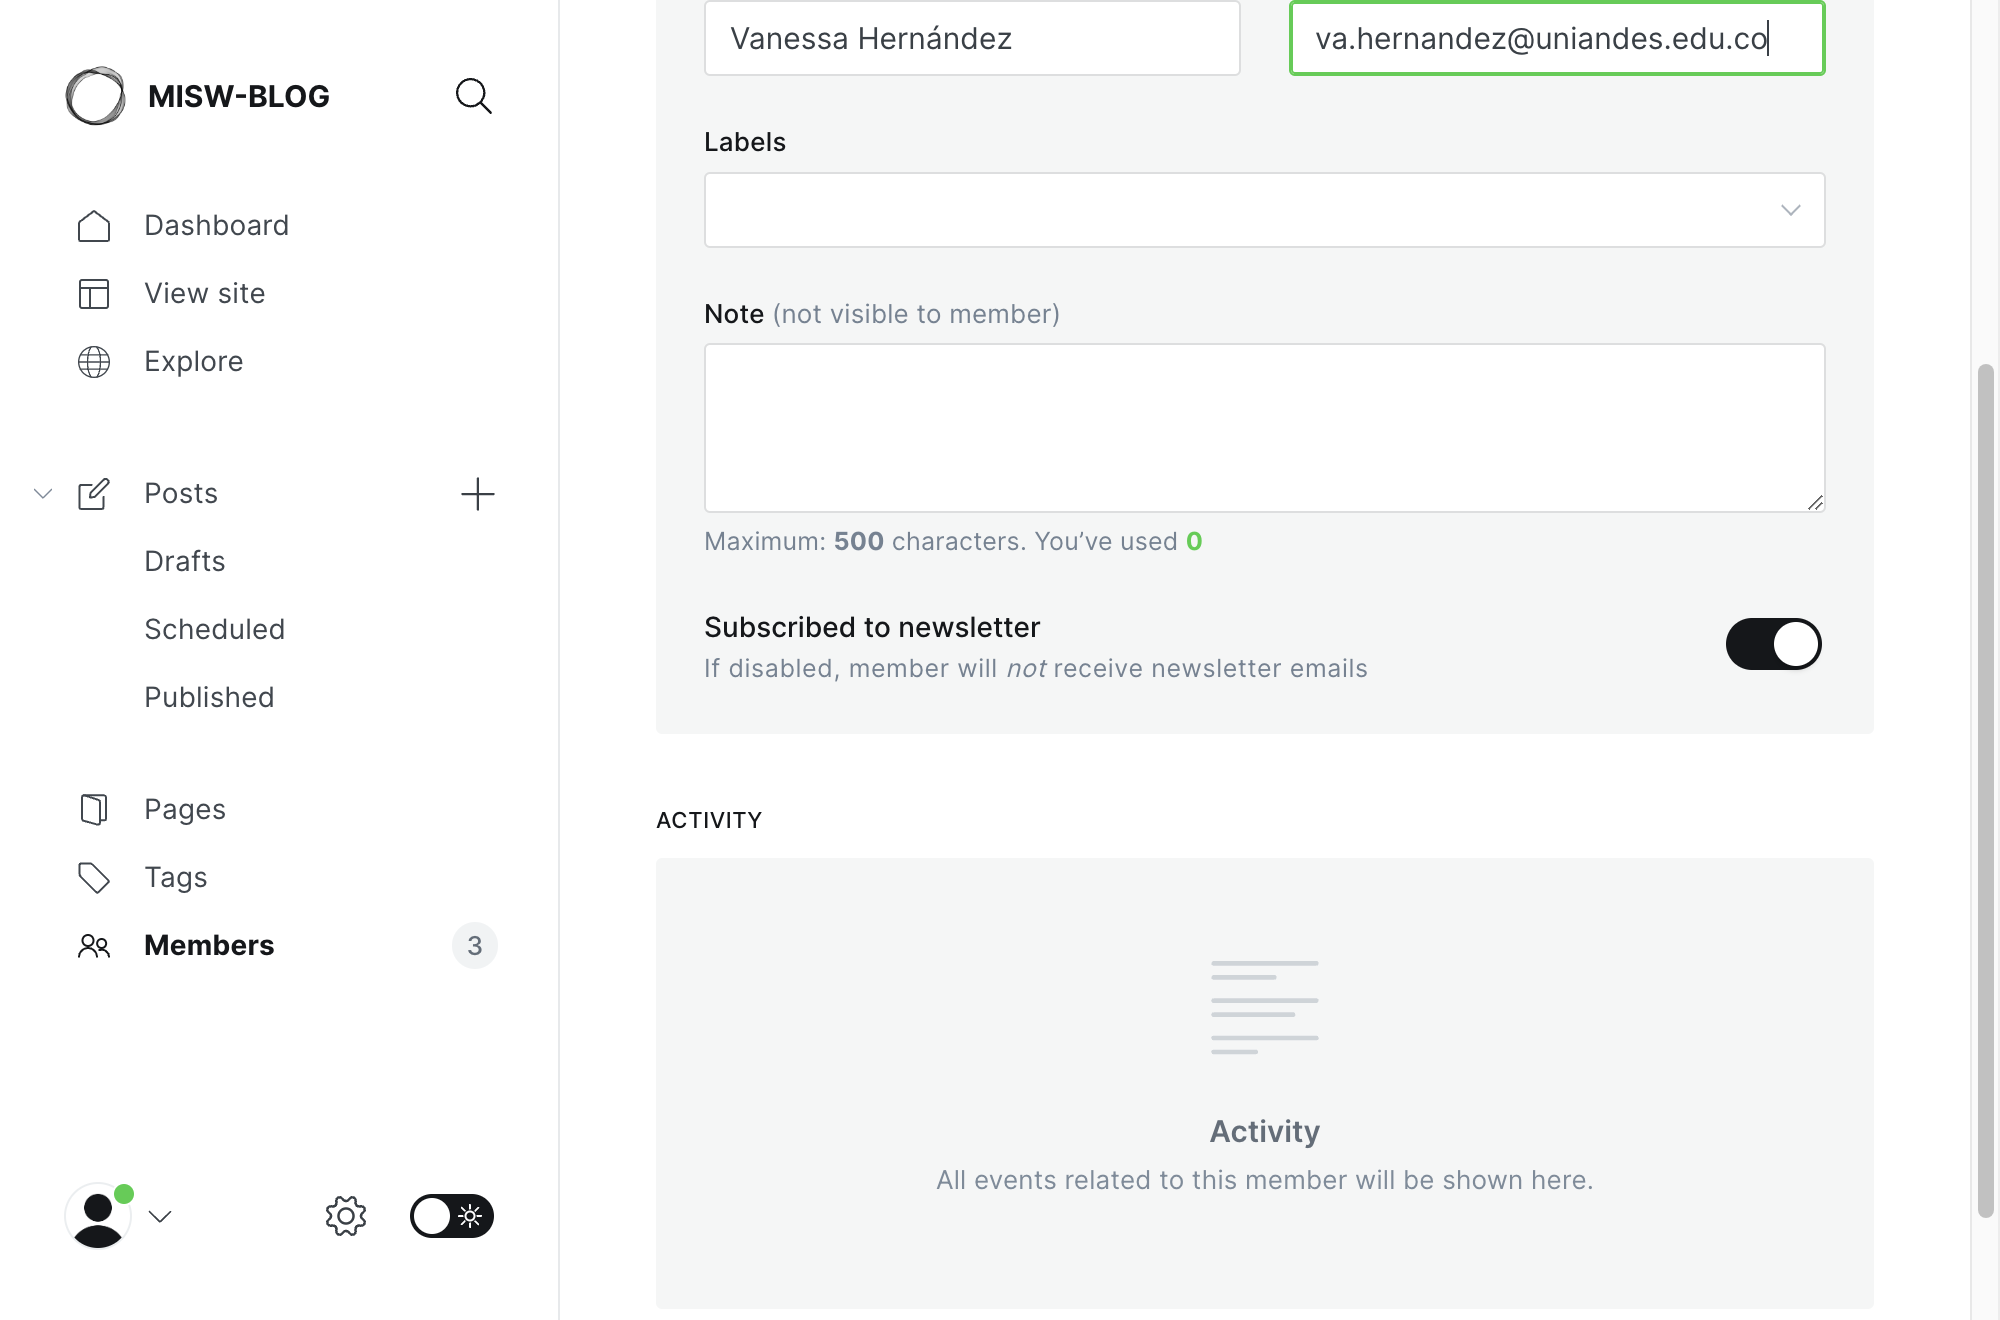 MISW-BLOG
Dashboard
View site
Explore
Posts
Drafts
Scheduled
Published
Pages
Tags
Members
3
Vanessa Hernández
va.hernandez@uniandes.edu.co
Labels
Note (not visible to member)
Maximum: 500 characters. You’ve used 0
Subscribed to newsletter
If disabled, member will not receive newsletter emails
ACTIVITY
Activity
All events related to this member will be shown here.